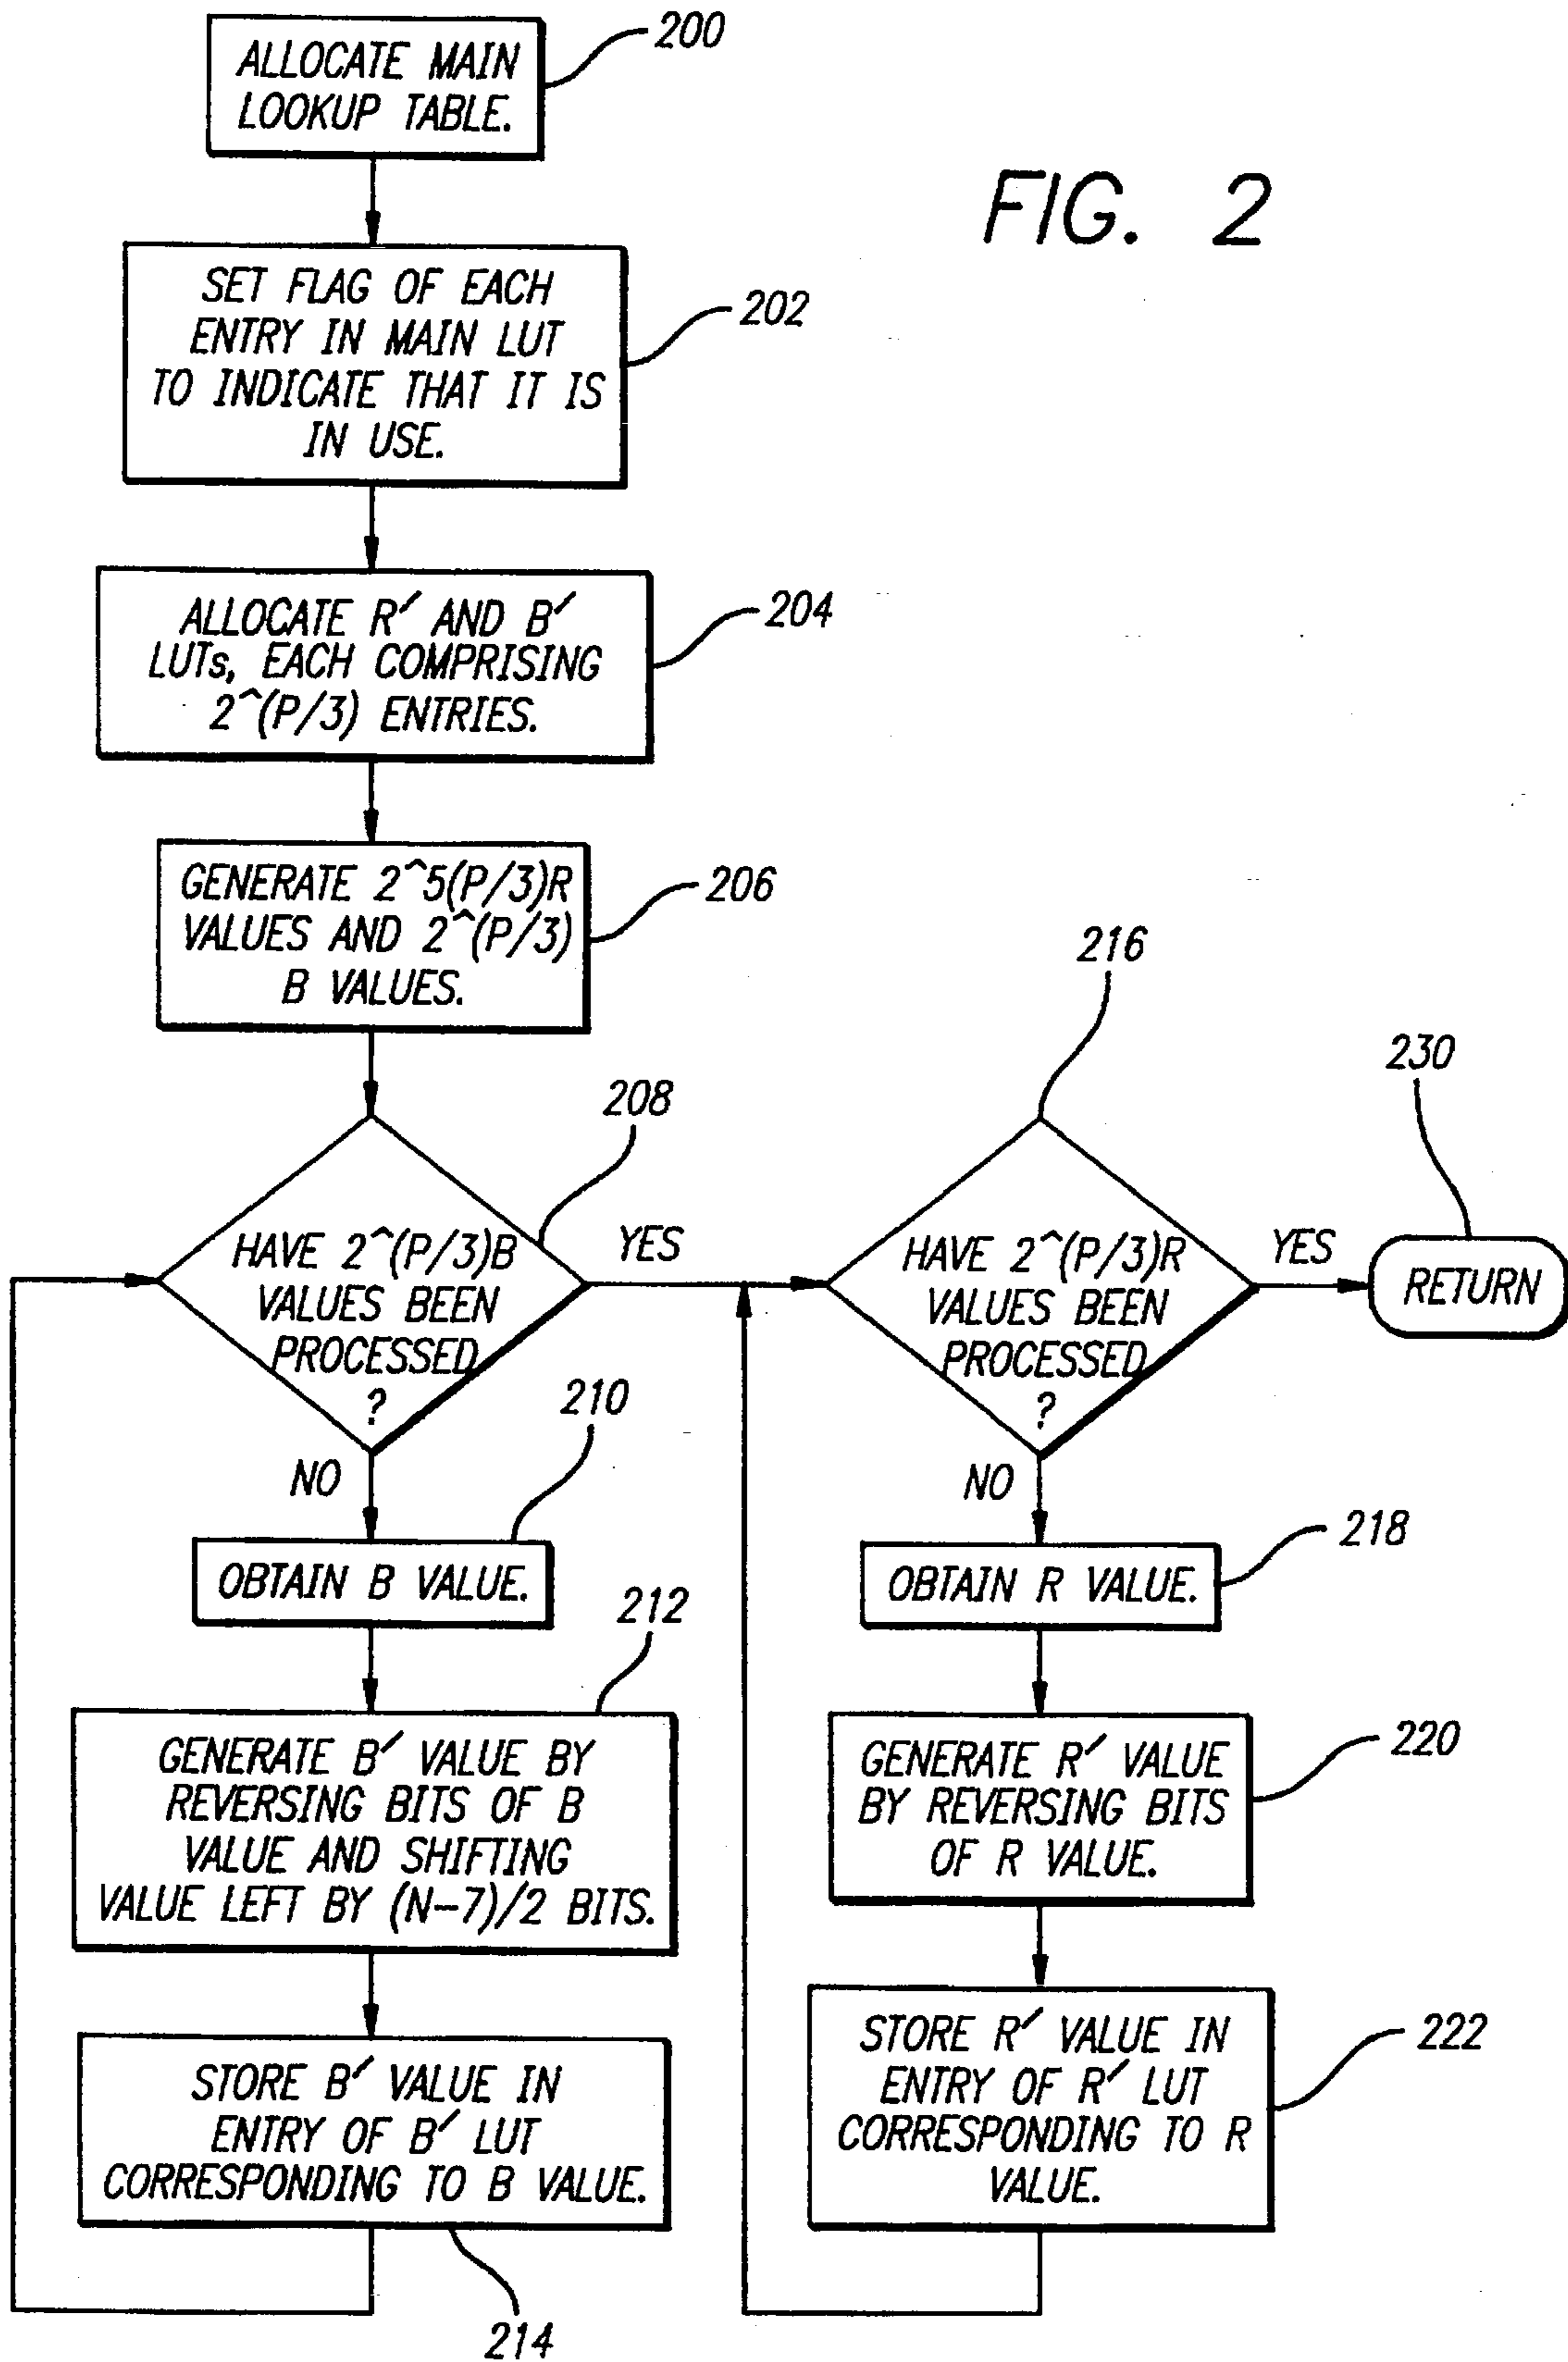 200
ALLOCATE MAIN
LOOKUP TABLE.
FIG. 2
202
SET FLAG OF EACH
ENTRY IN MAIN LUT
TO INDICATE THAT IT IS
IN USE.
204
ALLOCATE R′ AND B′
LUTs, EACH COMPRISING
2^(P/3) ENTRIES.
206
GENERATE 2^5(P/3)R
VALUES AND 2^(P/3)
B VALUES.
208
HAVE 2^(P/3)B
VALUES BEEN
PROCESSED
?
YES
NO
210
OBTAIN B VALUE.
212
GENERATE B′ VALUE BY
REVERSING BITS OF B
VALUE AND SHIFTING
VALUE LEFT BY (N-7)/2 BITS.
STORE B′ VALUE IN
ENTRY OF B′ LUT
CORRESPONDING TO B VALUE.
214
216
HAVE 2^(P/3)R
VALUES BEEN
PROCESSED
?
YES
230
RETURN
NO
218
OBTAIN R VALUE.
220
GENERATE R′ VALUE
BY REVERSING BITS
OF R VALUE.
222
STORE R′ VALUE IN
ENTRY OF R′ LUT
CORRESPONDING TO R
VALUE.